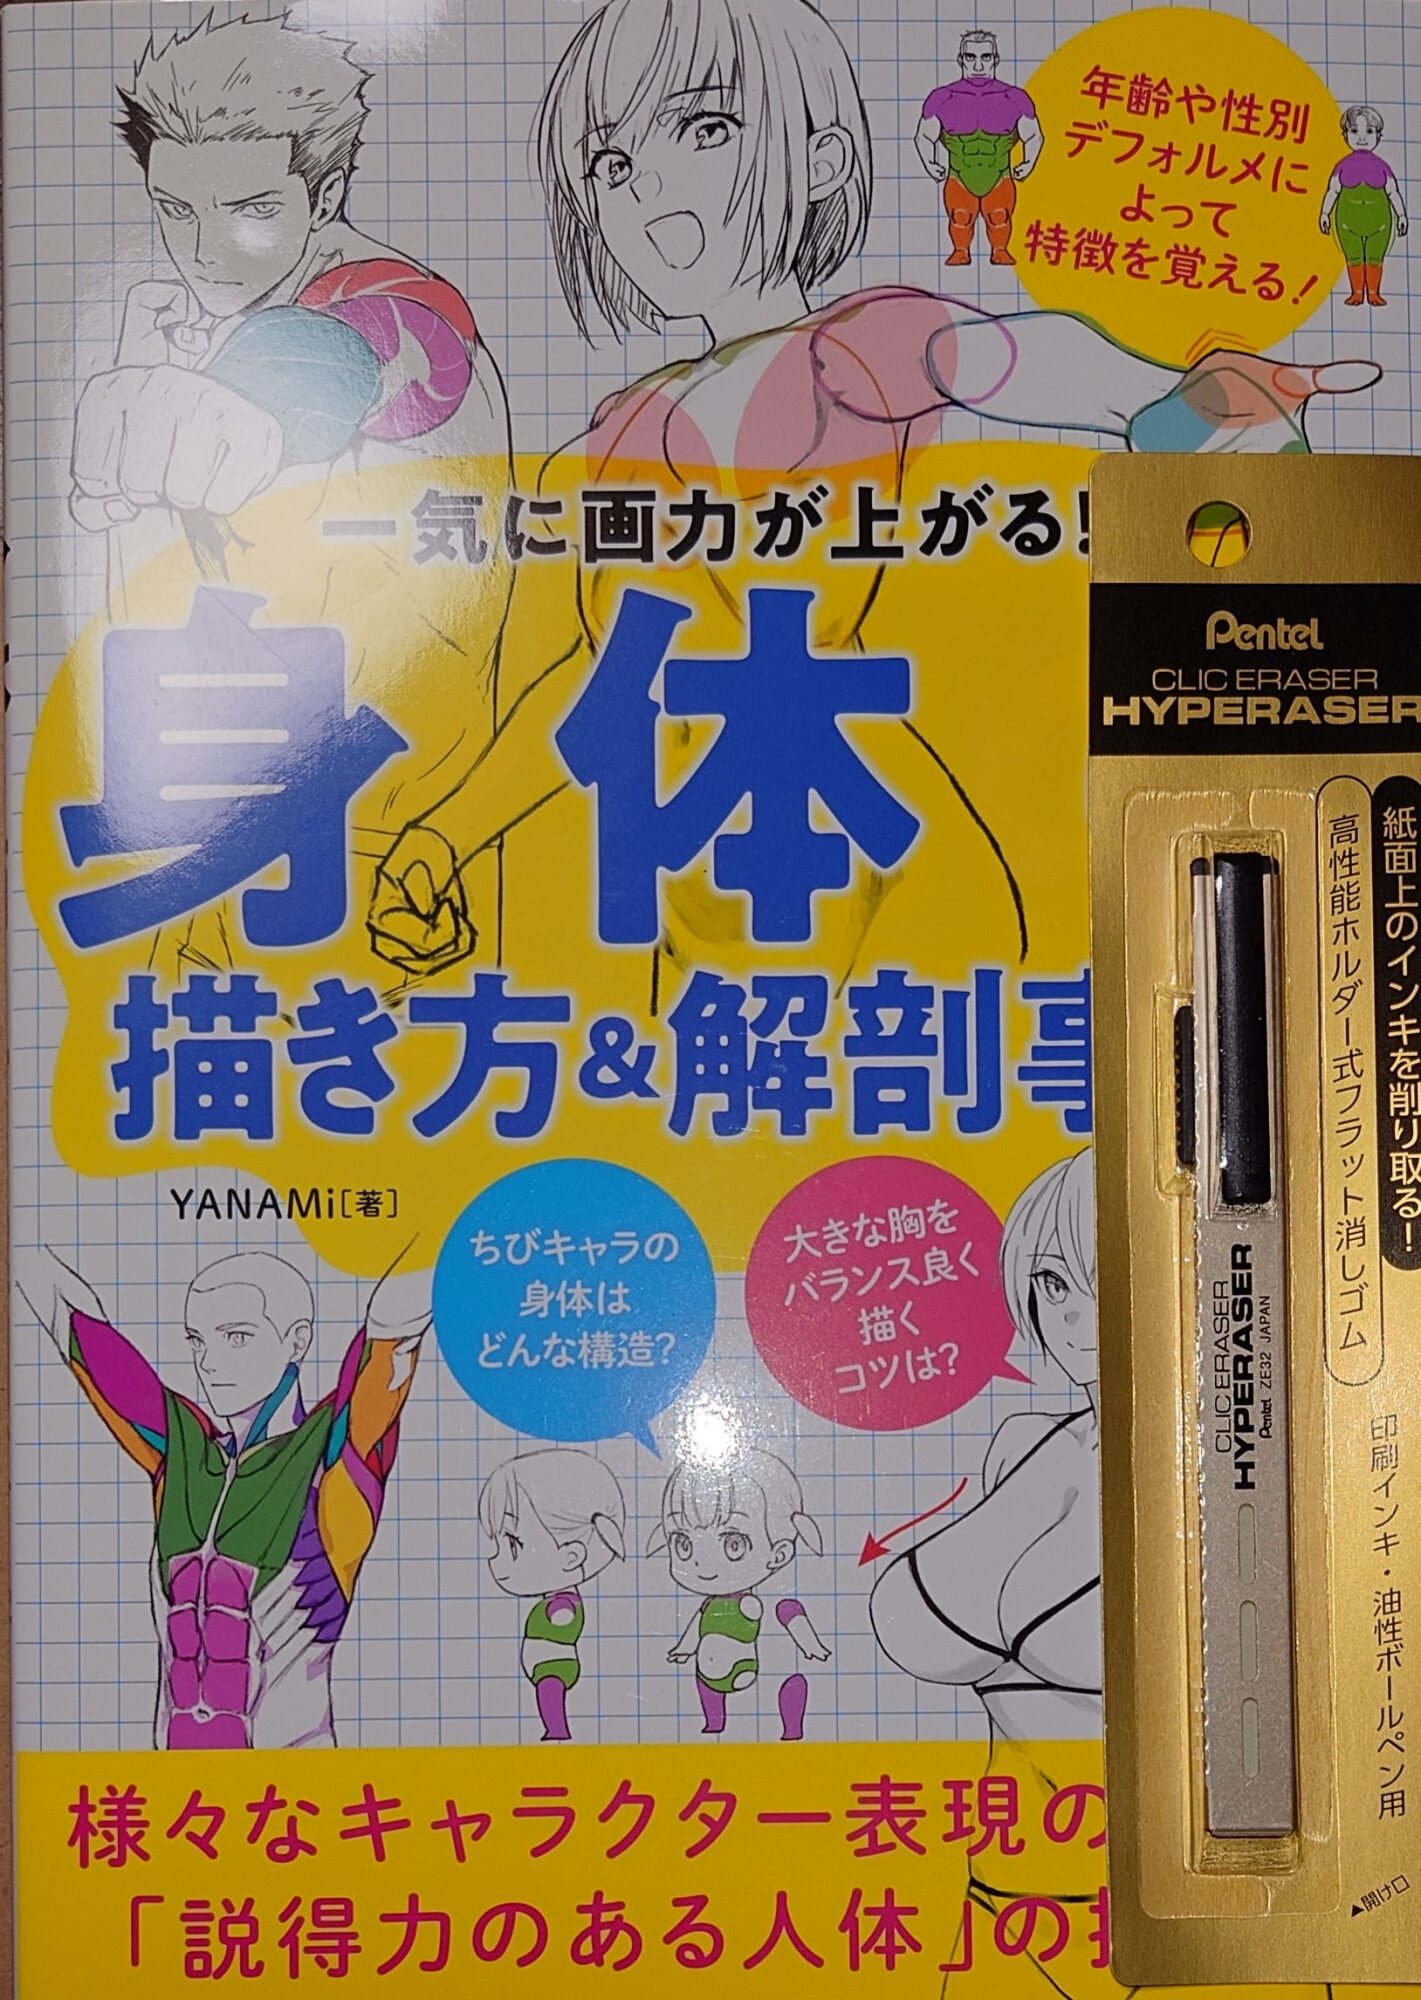 年齢や性別
デフォルメに
よって
特徴を覚える!
一気に画力が上がる!
身体
描き方&解剖
YANAMi[著]
ちびキャラの
身体は
どんな構造?
大きな胸を
バランス良く
描く
コツは?
様々なキャラクター表現の
「説得力のある人体」の
Pentel
CLIC ERASER
HYPERASER
紙面上のインキを削り取る!
高性能ホルダー式フラット消しゴム
印刷インキ・油性ボールペン用
CLIC ERASER
HYPERASER
Pentel ZE32 JAPAN
▲開け口